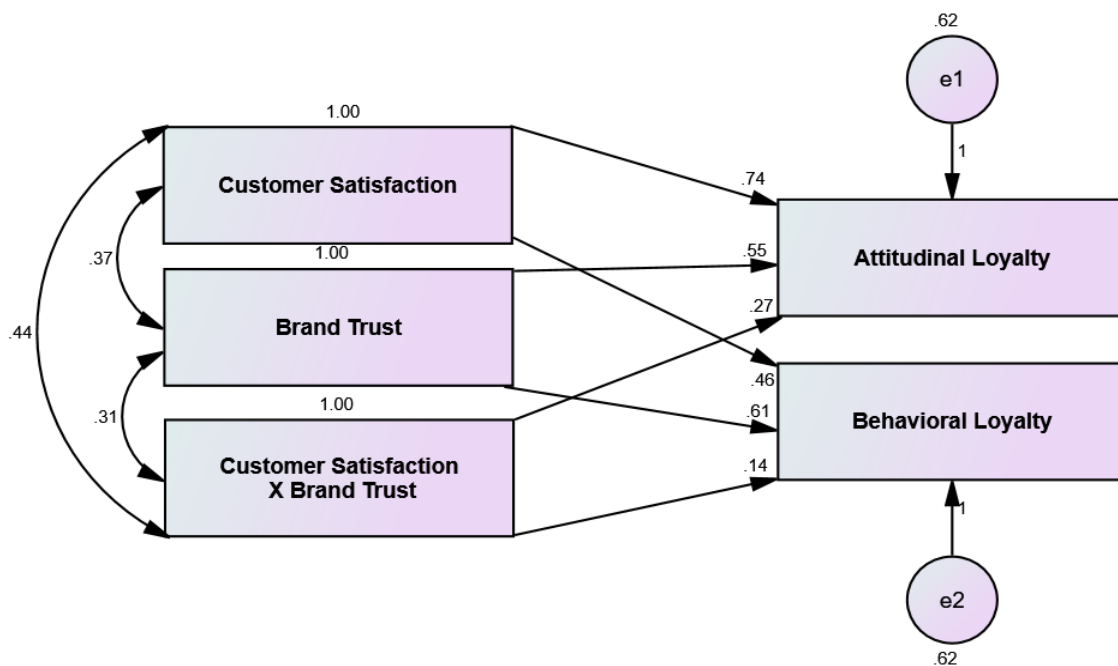 .62
e1
1
1.00
Customer Satisfaction
.74
.37
1.00
.55
Attitudinal Loyalty
Brand Trust
.27
.44
.31
1.00
.46
.61
Behavioral Loyalty
Customer Satisfaction
X Brand Trust
.14
1
e2
.62